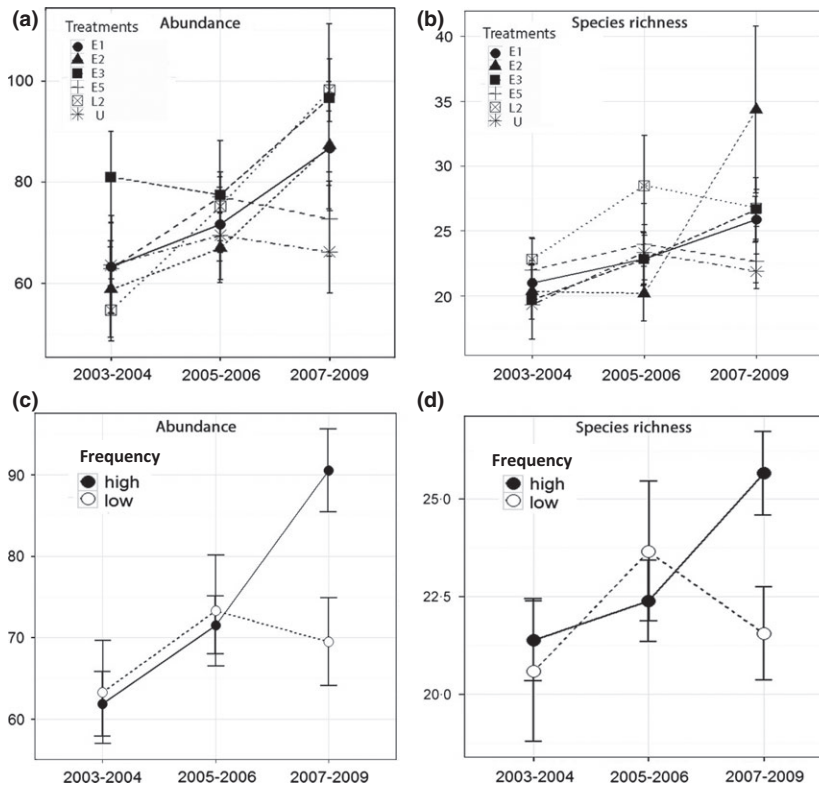 (a)
Abundance
Treatments
E1
E2
E3
E5
L2
U
100
80
60
2003-2004
2005-2006
2007-2009
(b)
Species richness
Treatments
E1
E2
E3
E5
L2
U
40
35
30
25
20
2003-2004
2005-2006
2007-2009
(c)
Abundance
Frequency
high
low
90
80
70
60
2003-2004
2005-2006
2007-2009
(d)
Species richness
Frequency
high
low
25·0
22·5
20·0
2003-2004
2005-2006
2007-2009